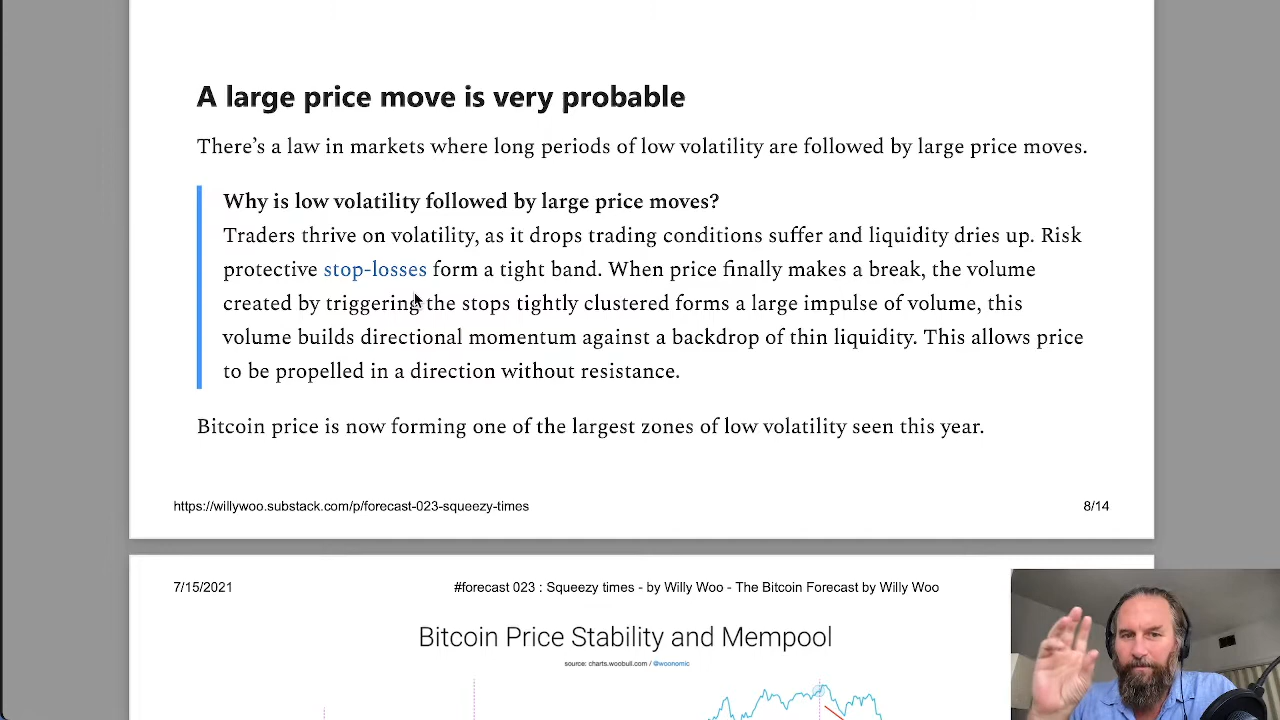 A large price move is very probable
There’s a law in markets where long periods of low volatility are followed by large price moves.
Why is low volatility followed by large price moves?
Traders thrive on volatility, as it drops trading conditions suffer and liquidity dries up. Risk
protective stop-losses form a tight band. When price finally makes a break, the volume
created by triggering the stops tightly clustered forms a large impulse of volume, this
volume builds directional momentum against a backdrop of thin liquidity. This allows price
to be propelled in a direction without resistance.
Bitcoin price is now forming one of the largest zones of low volatility seen this year.
https://willywoo.substack.com/p/forecast-023-squeezy-times 8/14
7/15/2021 #forecast 023 : Squeezy times - by Willy Woo - The Bitcoin Forecast by Willy Woo
Bitcoin Price Stability and Mempool
source: charts.woobull.com / @woonomic